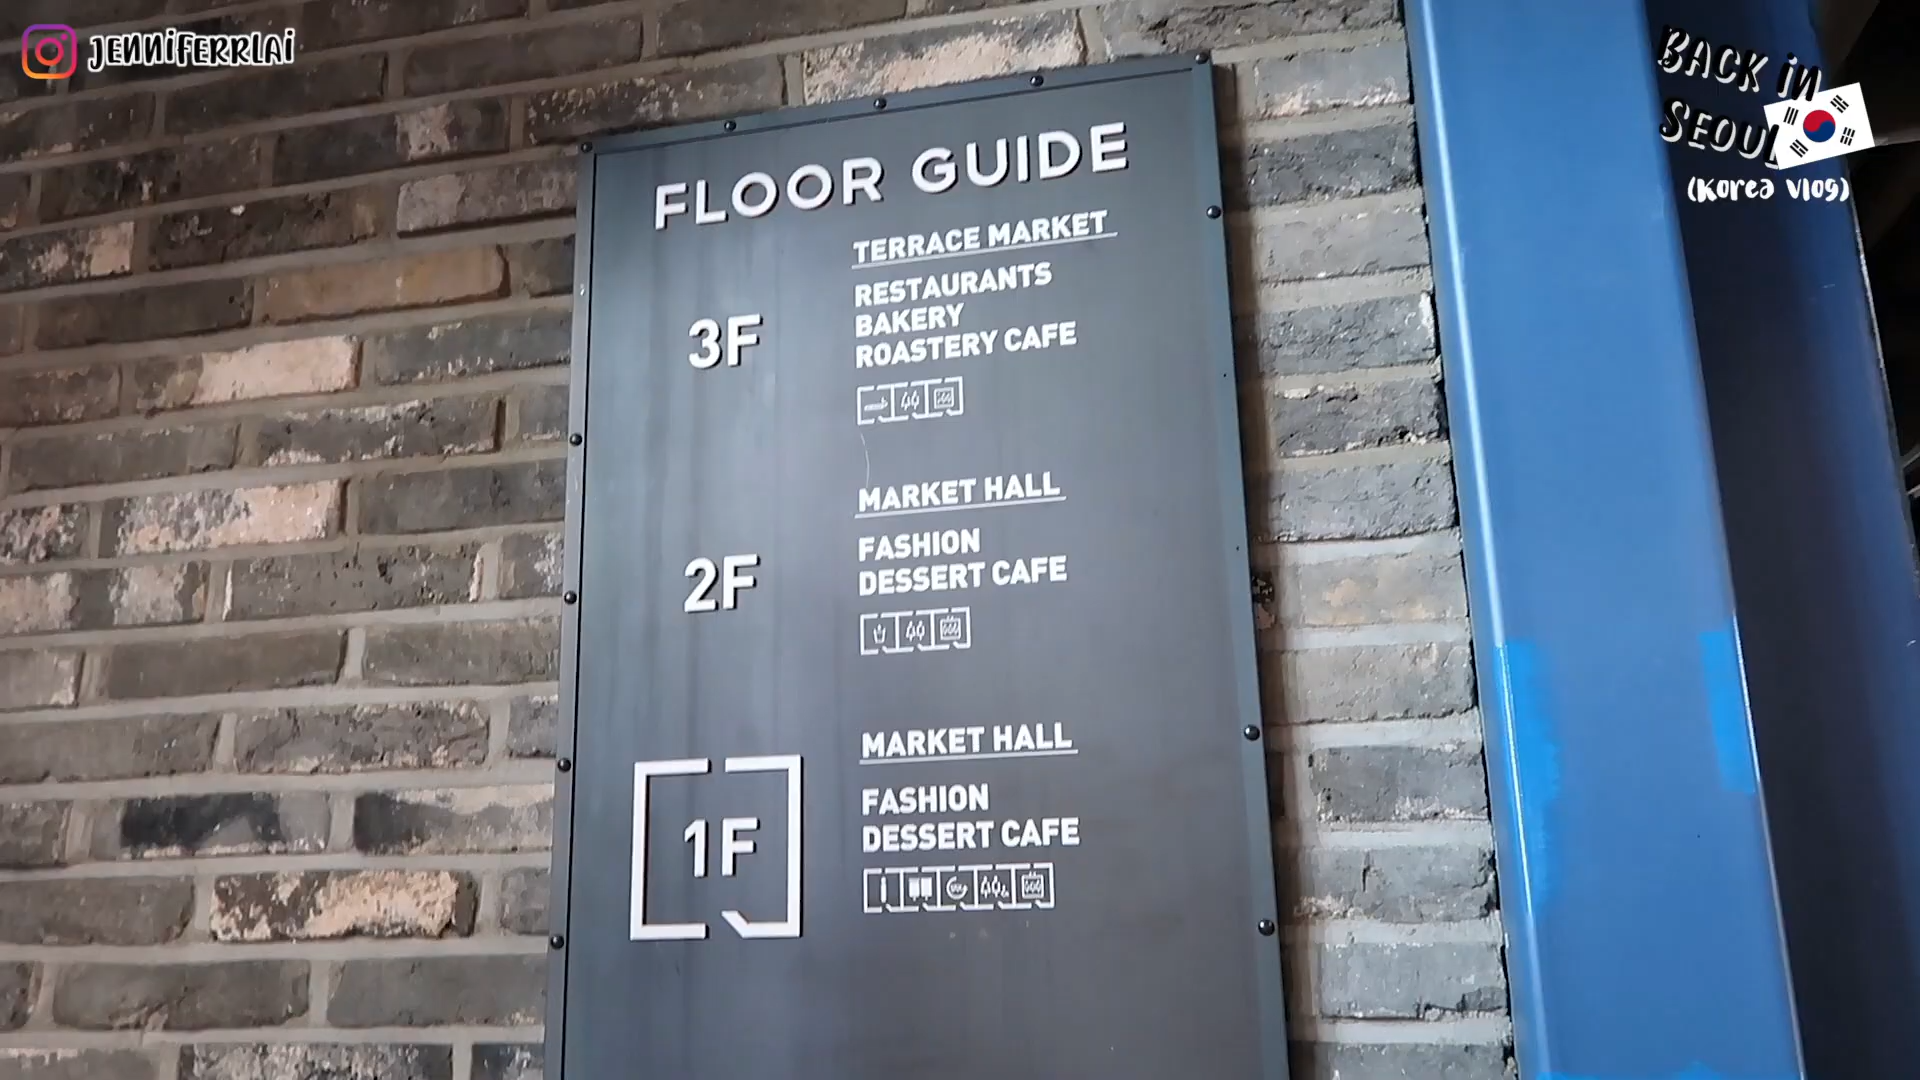 JENNIFERRLAI
BACK IN
SEOUL
(KOREA VLOG)
FLOOR GUIDE
3F
TERRACE MARKET
RESTAURANTS
BAKERY
ROASTERY CAFE
2F
MARKET HALL
FASHION
DESSERT CAFE
1F
MARKET HALL
FASHION
DESSERT CAFE